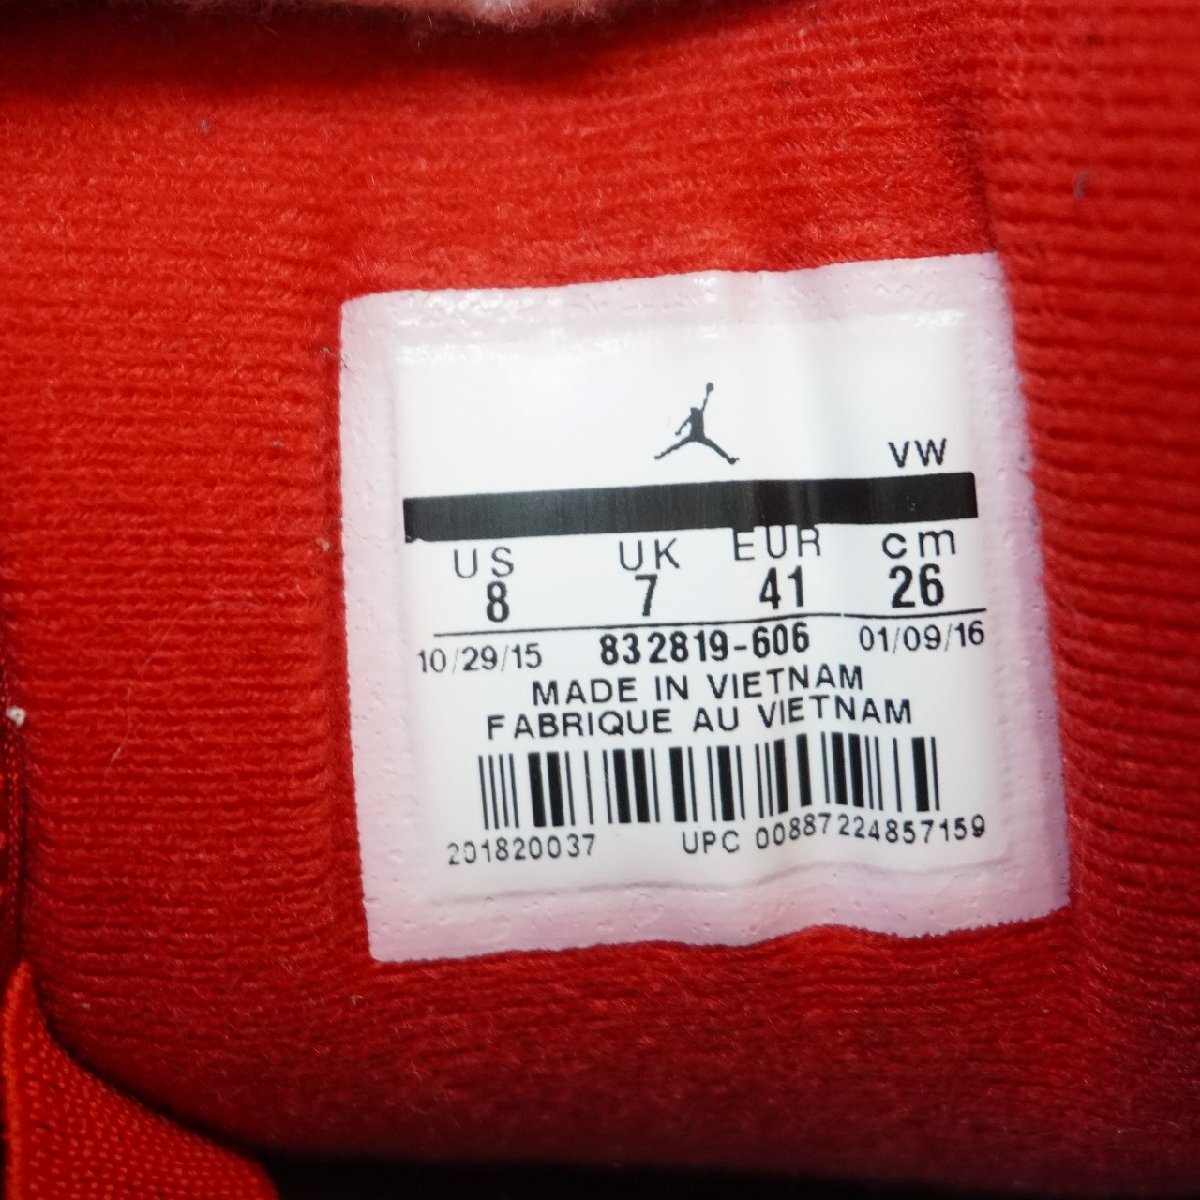 VW
US UK EUR cm
8 7 41 26
10/29/15 832819-606 01/09/16
MADE IN VIETNAM
FABRIQUE AU VIETNAM
201820037 UPC 00887224857159